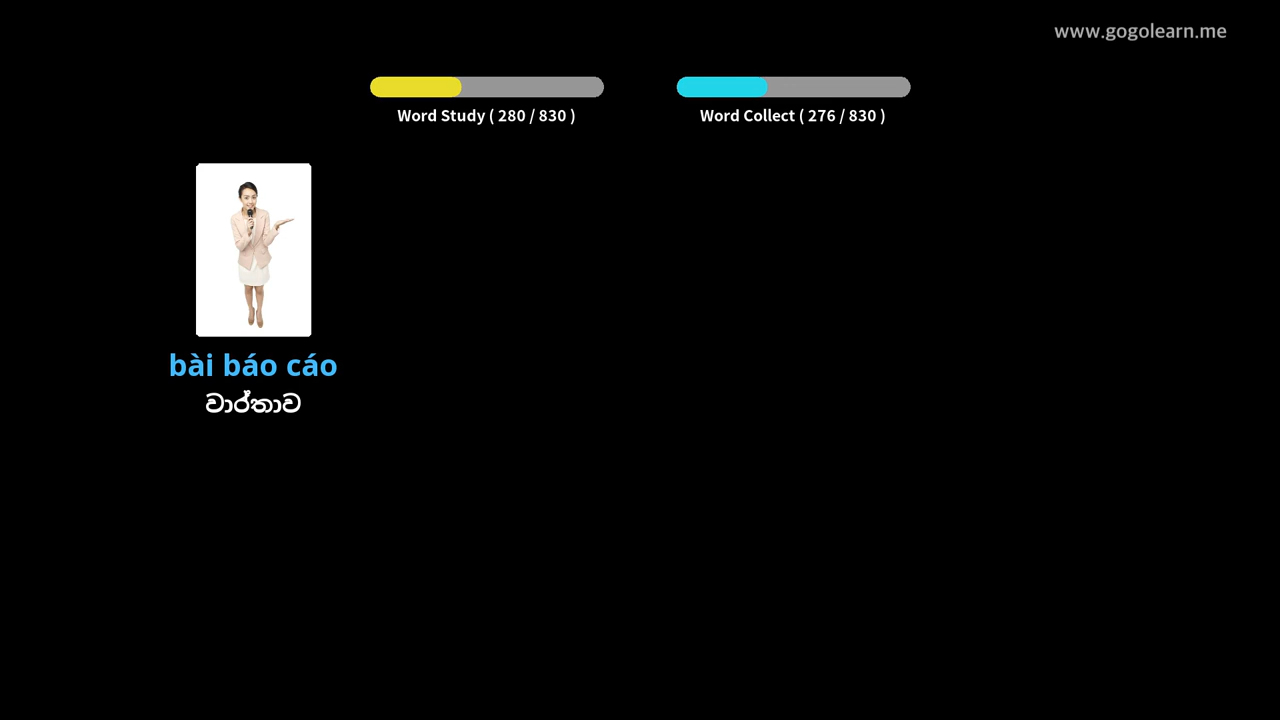 www.gogolearn.me
Word Study ( 280 / 830 )
Word Collect ( 276 / 830 )
bài báo cáo
වාර්තාව